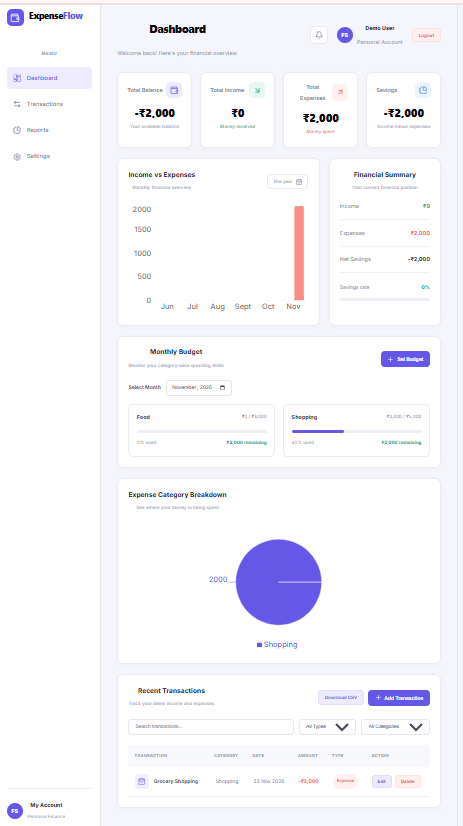 ExpenseFlow
MENU
Dashboard
Transactions
Reports
Settings
FS
My Account
Personal Finance
Dashboard
Welcome back! Here's your financial overview.
FS
Demo User
Personal Account
Logout
Total Balance
-₹2,000
Your available balance
Total Income
₹0
Money received
Total Expenses
₹2,000
Money spent
Savings
-₹2,000
Income minus expenses
Income vs Expenses
Monthly financial overview
This year
2000
1500
1000
500
0
Jun Jul Aug Sept Oct Nov
Financial Summary
Your current financial position
Income ₹0
Expenses ₹2,000
Net Savings -₹2,000
Savings rate 0%
Monthly Budget
Monitor your category-wise spending limits
+ Set Budget
Select Month November, 2026
Food ₹0 / ₹3,000
0% used ₹3,000 remaining
Shopping ₹2,000 / ₹5,000
40% used ₹3,000 remaining
Expense Category Breakdown
See where your money is being spent
2000
Shopping
Recent Transactions
Track your latest income and expenses
Download CSV
+ Add Transaction
Search transactions...
All Types
All Categories
TRANSACTION CATEGORY DATE AMOUNT TYPE ACTION
Grocery Shopping Shopping 23 Nov 2026 -₹2,000 Expense Edit Delete